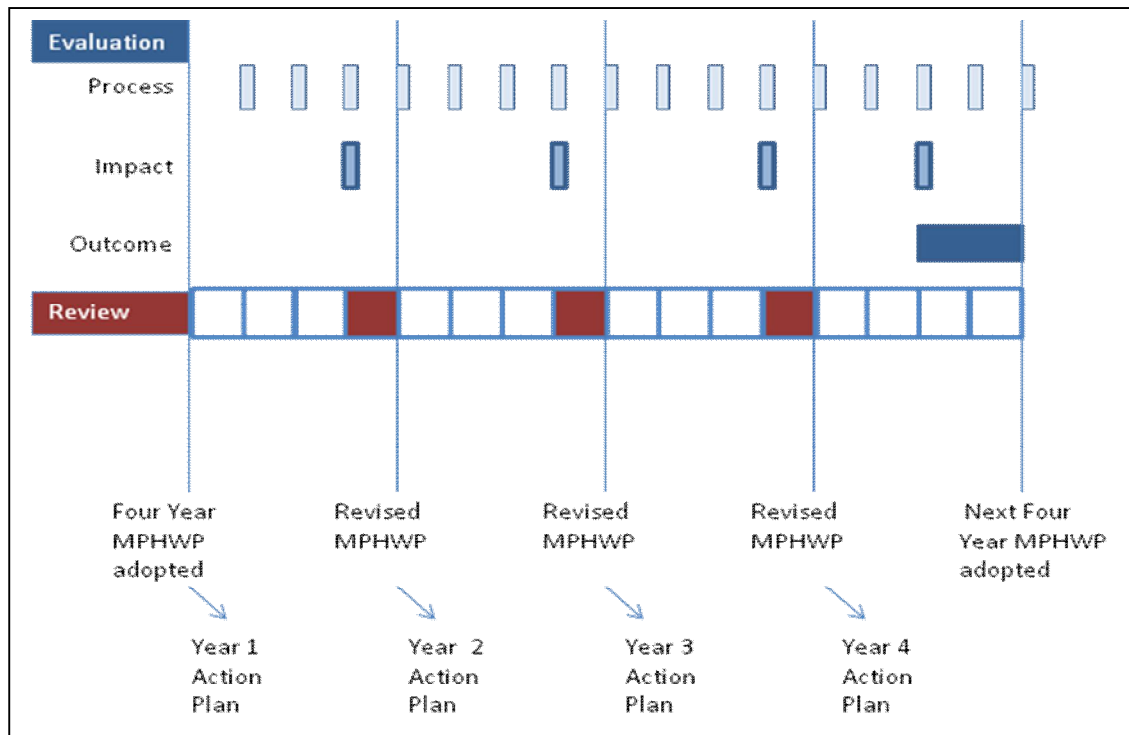 Evaluation
Process
Impact
Outcome
Review
Four Year
MPHWP
adopted
Revised
MPHWP
Revised
MPHWP
Revised
MPHWP
Next Four
Year MPHWP
adopted
Year 1
Action
Plan
Year 2
Action
Plan
Year 3
Action
Plan
Year 4
Action
Plan